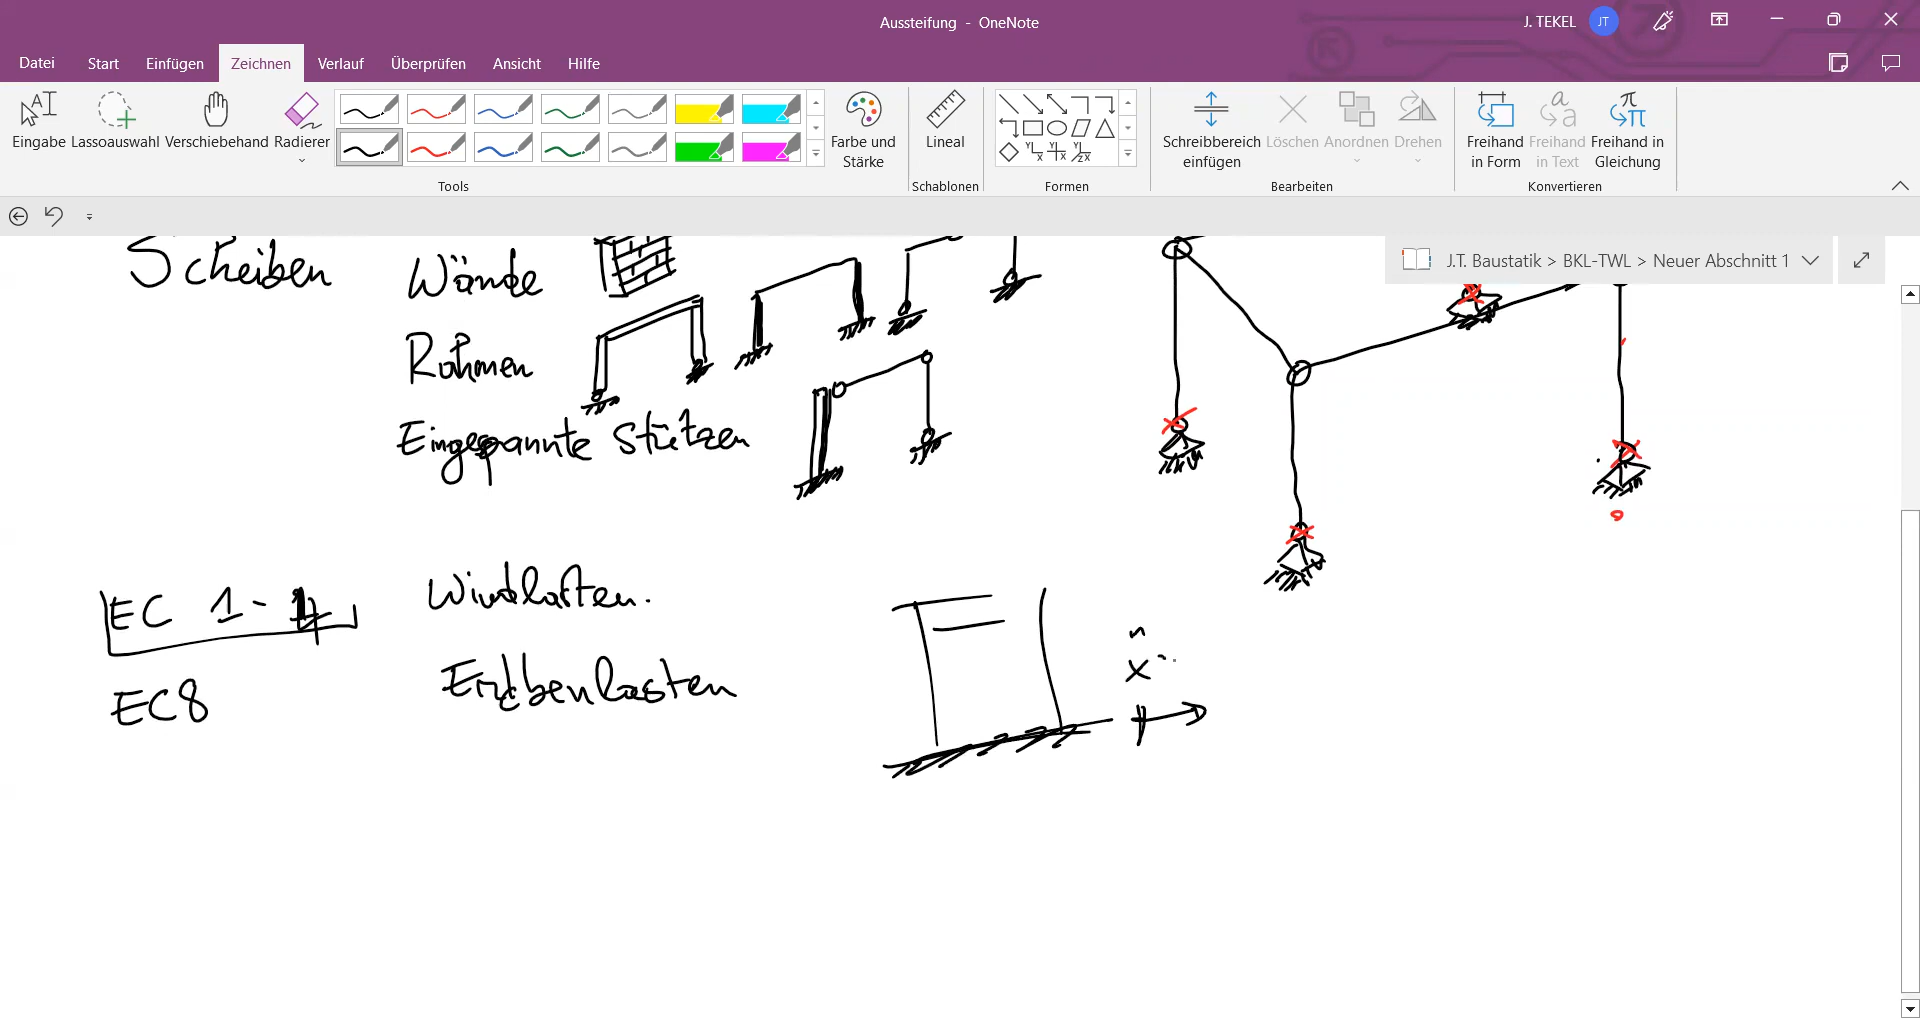 Aussteifung - OneNote
J. TEKEL JT
Datei Start Einfügen Zeichnen Verlauf Überprüfen Ansicht Hilfe
Eingabe Lassoauswahl Verschiebehand Radierer
Farbe und Stärke
Lineal
Schreibbereich einfügen
Löschen Anordnen Drehen
Freihand in Form
Freihand in Text
Freihand in Gleichung
Tools Schablonen Formen Bearbeiten Konvertieren
J.T. Baustatik > BKL-TWL > Neuer Abschnitt 1
Scheiben Wände
Rahmen
Eingespannte Stützen
EC 1-4 Windlasten.
EC8 Erdbenlasten
x